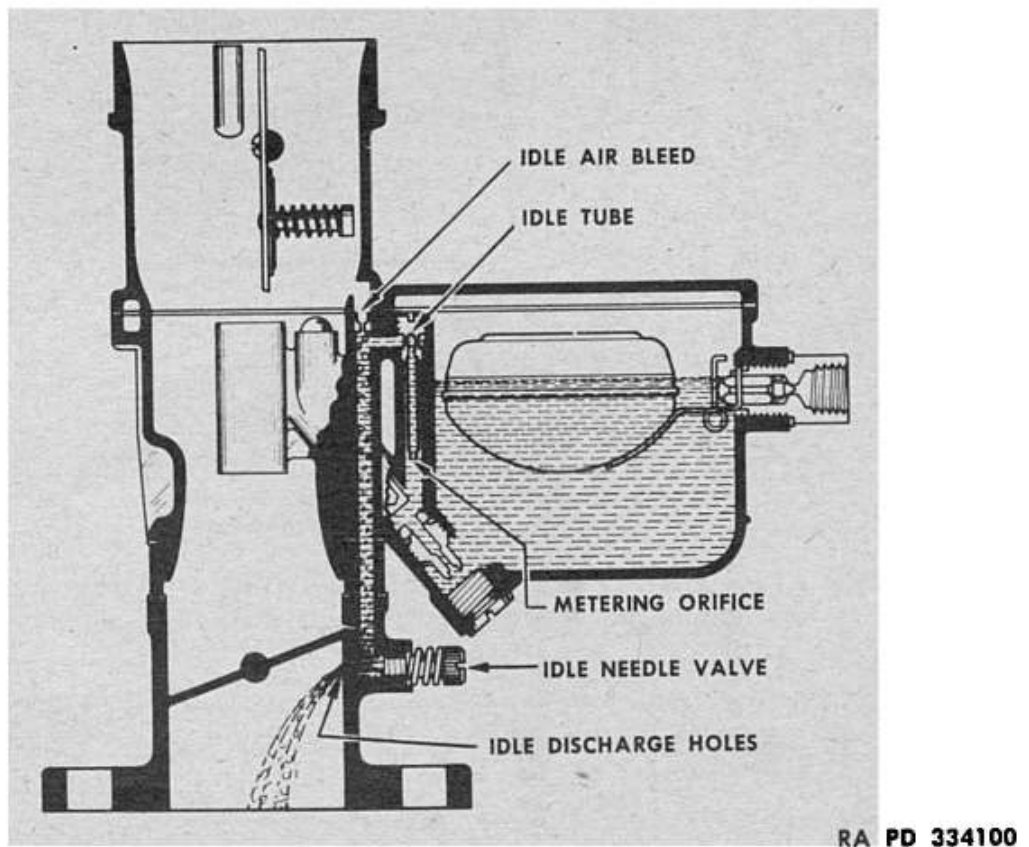 IDLE AIR BLEED
IDLE TUBE
METERING ORIFICE
IDLE NEEDLE VALVE
IDLE DISCHARGE HOLES
RA PD 334100